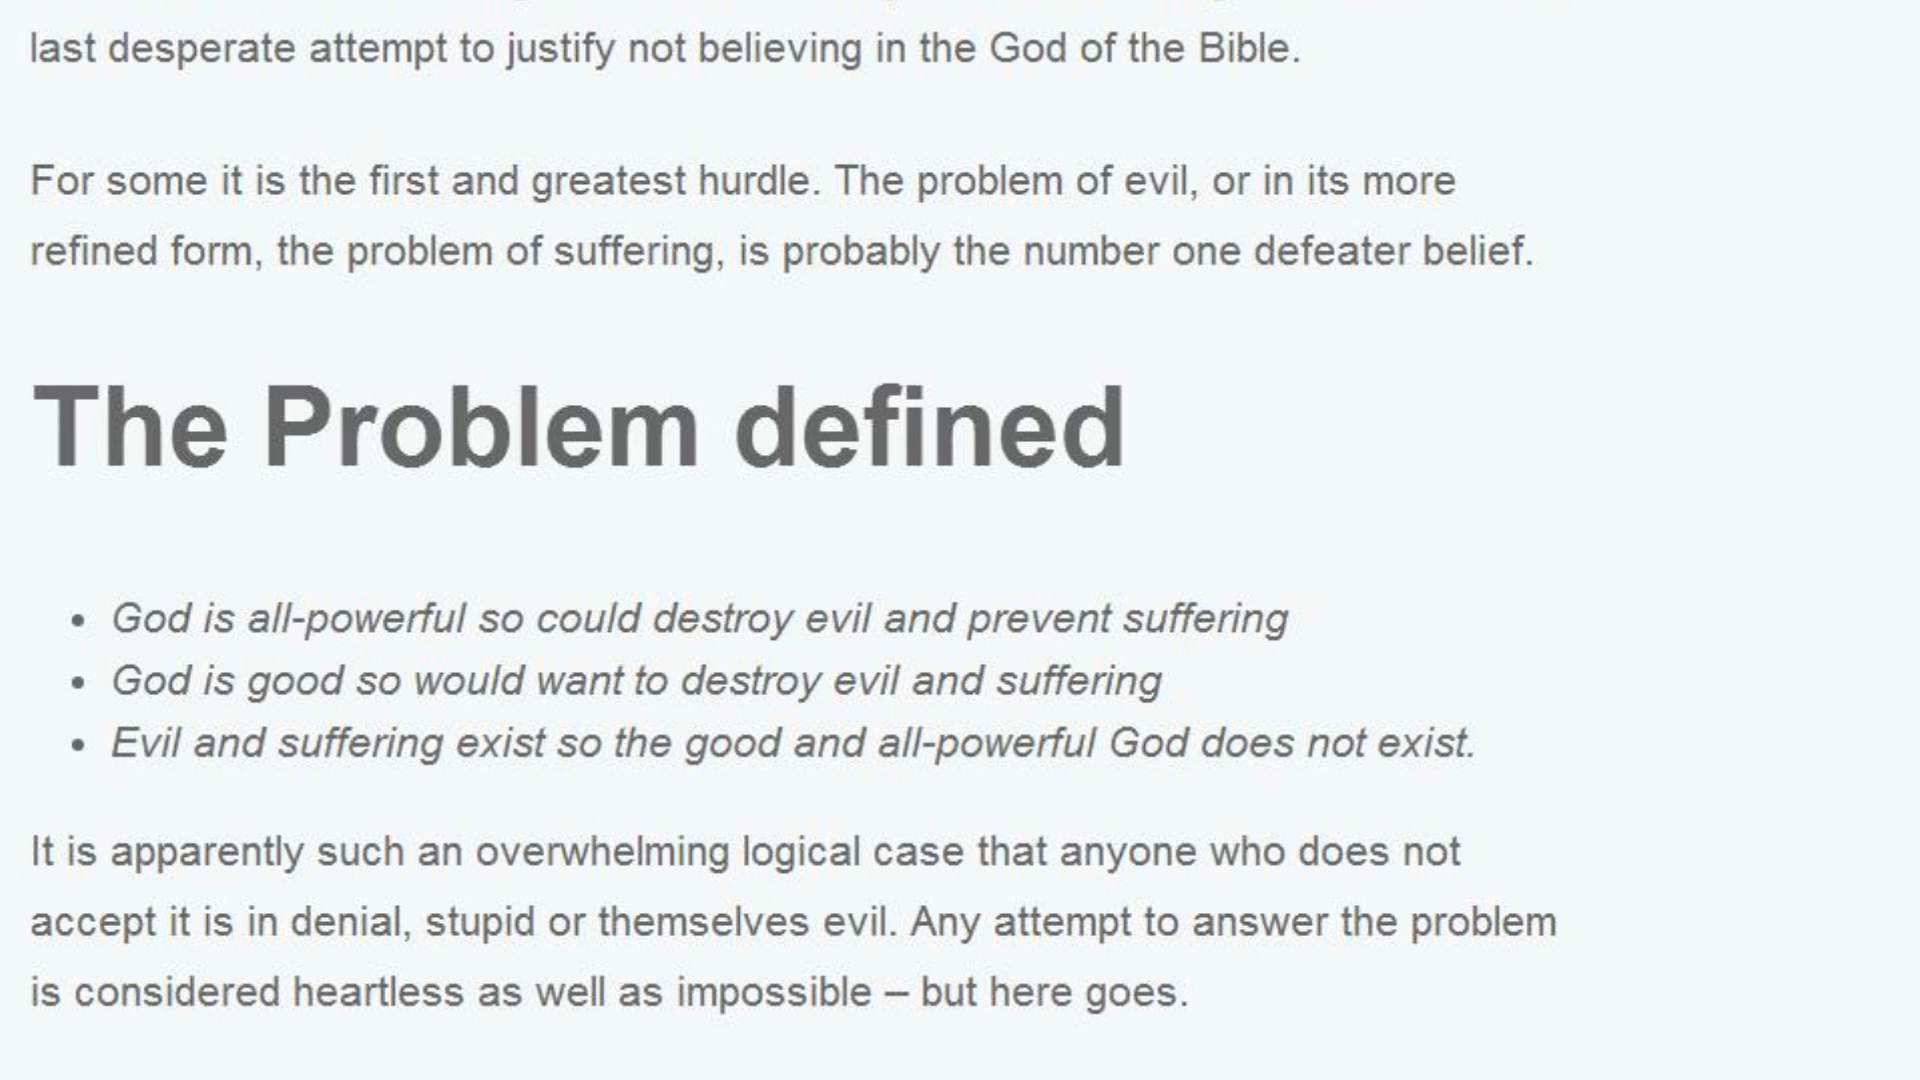 last desperate attempt to justify not believing in the God of the Bible.
For some it is the first and greatest hurdle. The problem of evil, or in its more
refined form, the problem of suffering, is probably the number one defeater belief.
The Problem defined
• God is all-powerful so could destroy evil and prevent suffering
• God is good so would want to destroy evil and suffering
• Evil and suffering exist so the good and all-powerful God does not exist.
It is apparently such an overwhelming logical case that anyone who does not
accept it is in denial, stupid or themselves evil. Any attempt to answer the problem
is considered heartless as well as impossible – but here goes.